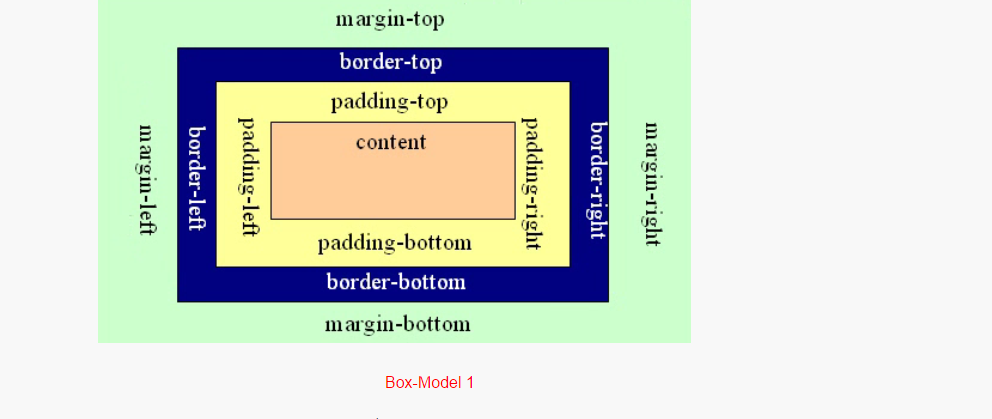 margin-top
border-top
padding-top
margin-left
border-left
padding-left
content
padding-right
border-right
margin-right
padding-bottom
border-bottom
margin-bottom
Box-Model 1